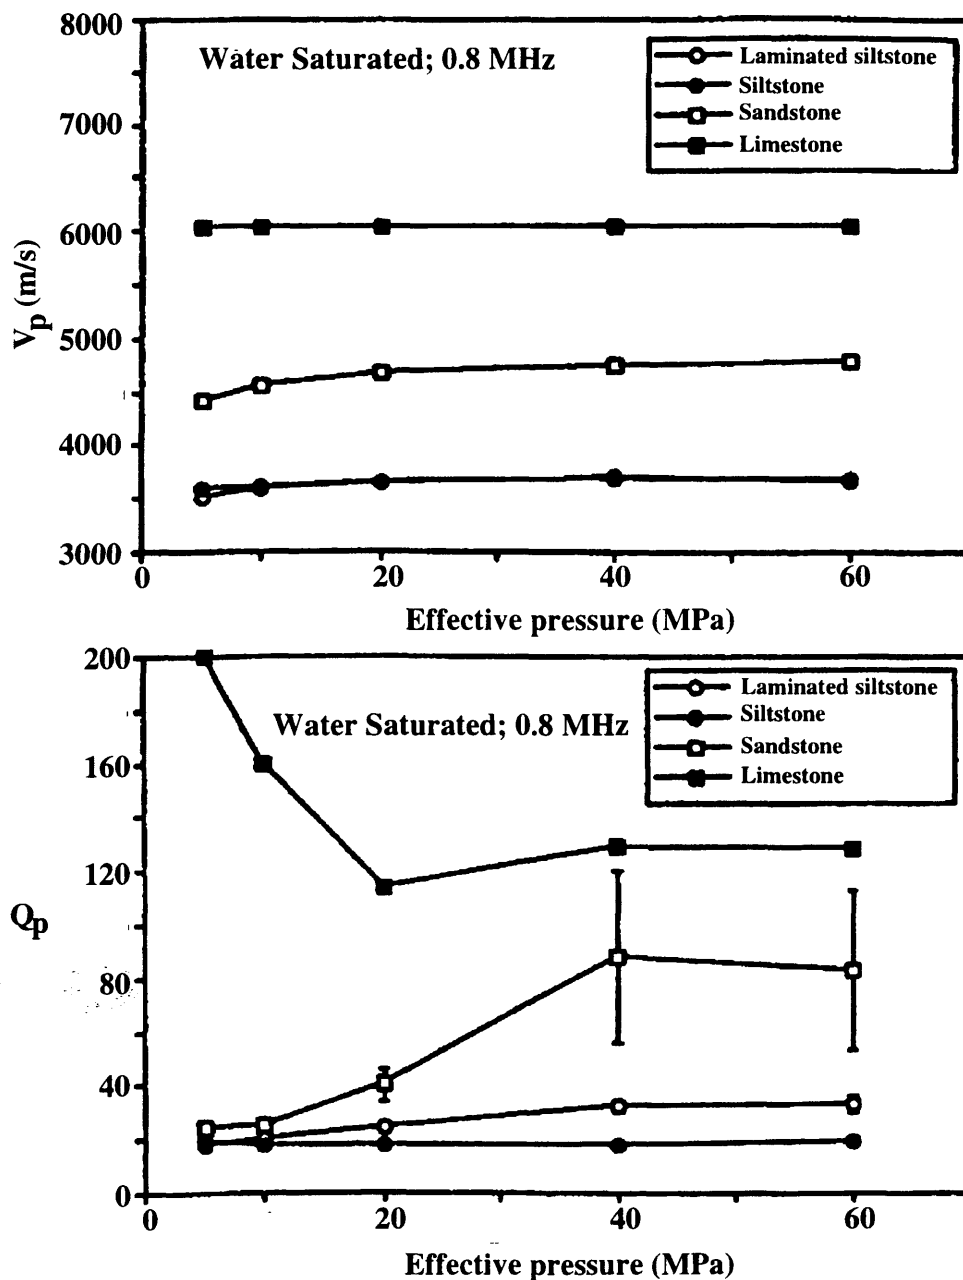 8000
Water Saturated; 0.8 MHz
Laminated siltstone
Siltstone
Sandstone
Limestone
7000
6000
Vp (m/s)
5000
4000
3000
0
20
40
60
Effective pressure (MPa)
200
Water Saturated; 0.8 MHz
Laminated siltstone
Siltstone
Sandstone
Limestone
160
120
Qp
80
40
0
0
20
40
60
Effective pressure (MPa)